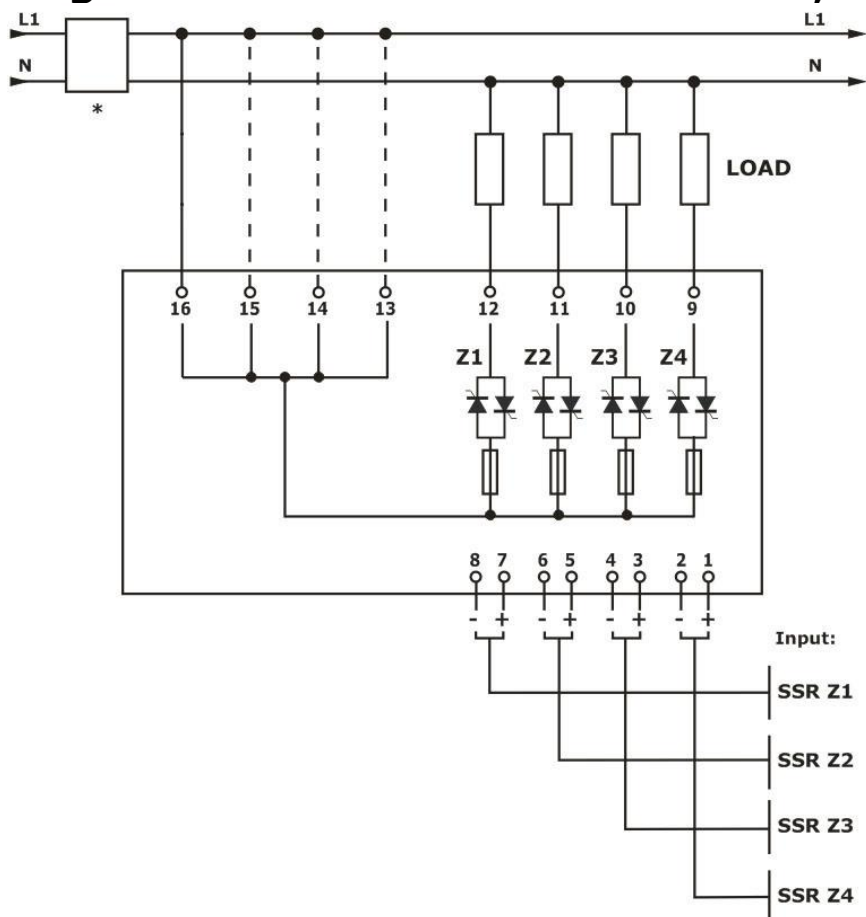 L1 L1
N N
*
LOAD
16 15 14 13 12 11 10 9
Z1 Z2 Z3 Z4
8 7 6 5 4 3 2 1
- + - + - + - +
Input:
SSR Z1
SSR Z2
SSR Z3
SSR Z4